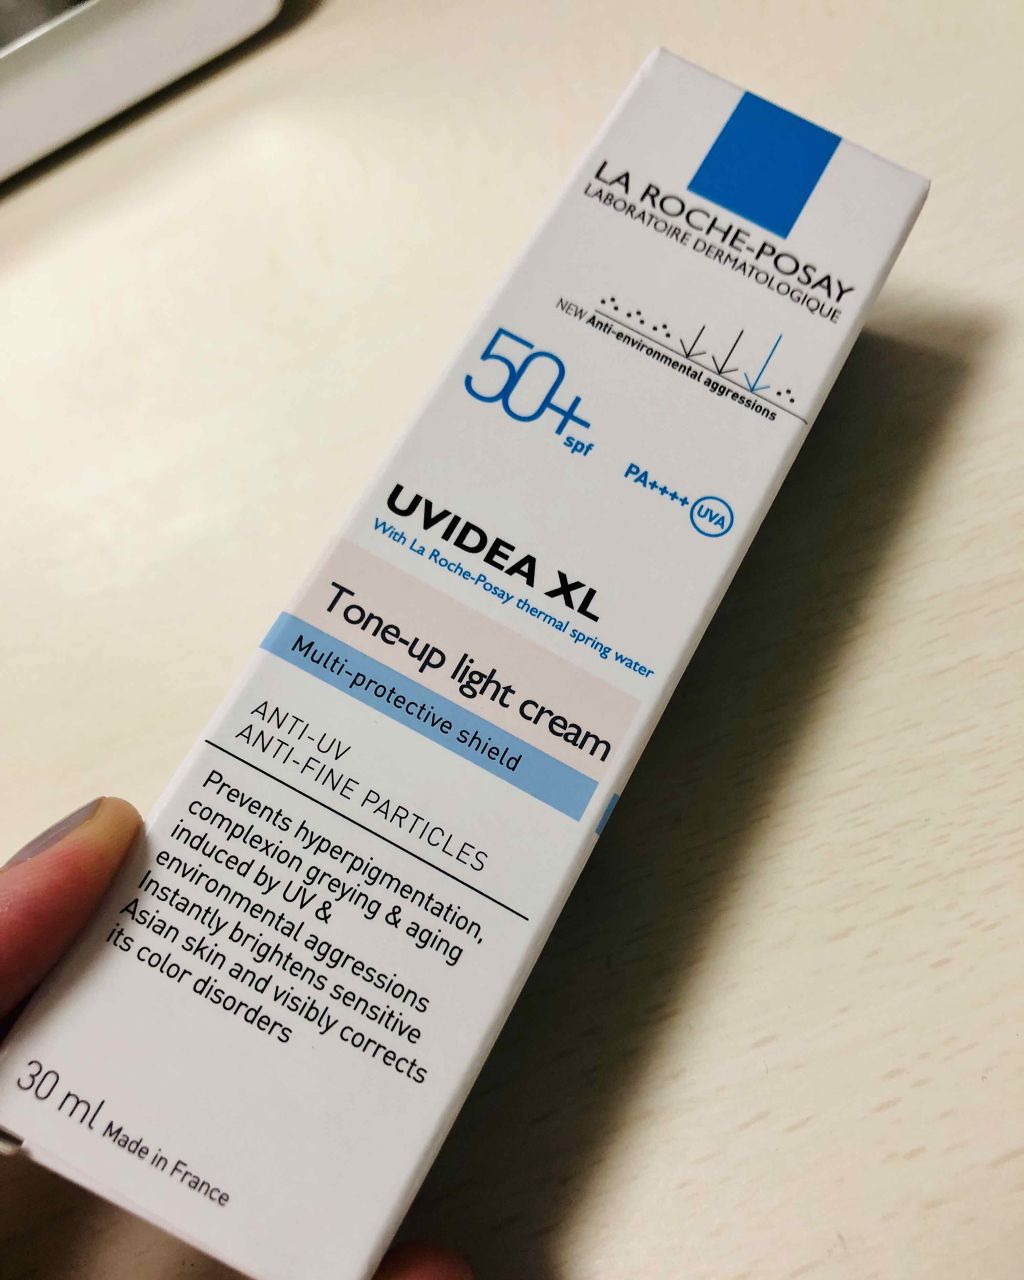 LA ROCHE-POSAY
LABORATOIRE DERMATOLOGIQUE
NEW Anti-environmental aggressions
50+
spf
PA++++ UVA
UVIDEA XL
With La Roche-Posay thermal spring water
Tone-up light cream
Multi-protective shield
ANTI-UV
ANTI-FINE PARTICLES
Prevents hyperpigmentation,
complexion greying & aging
induced by UV &
environmental aggressions
Instantly brightens sensitive
Asian skin and visibly corrects
its color disorders
30 ml Made in France